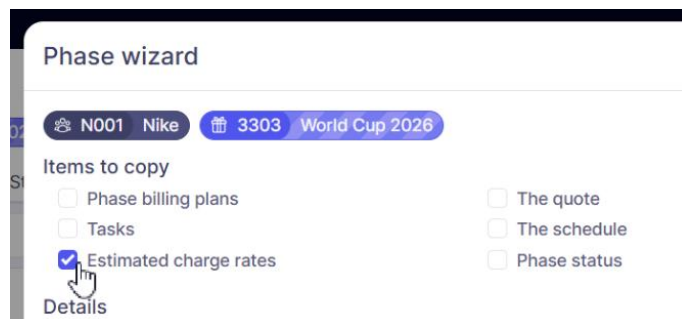 Phase wizard
N001 Nike 3303 World Cup 2026
Items to copy
Phase billing plans The quote
Tasks The schedule
Estimated charge rates Phase status
Details